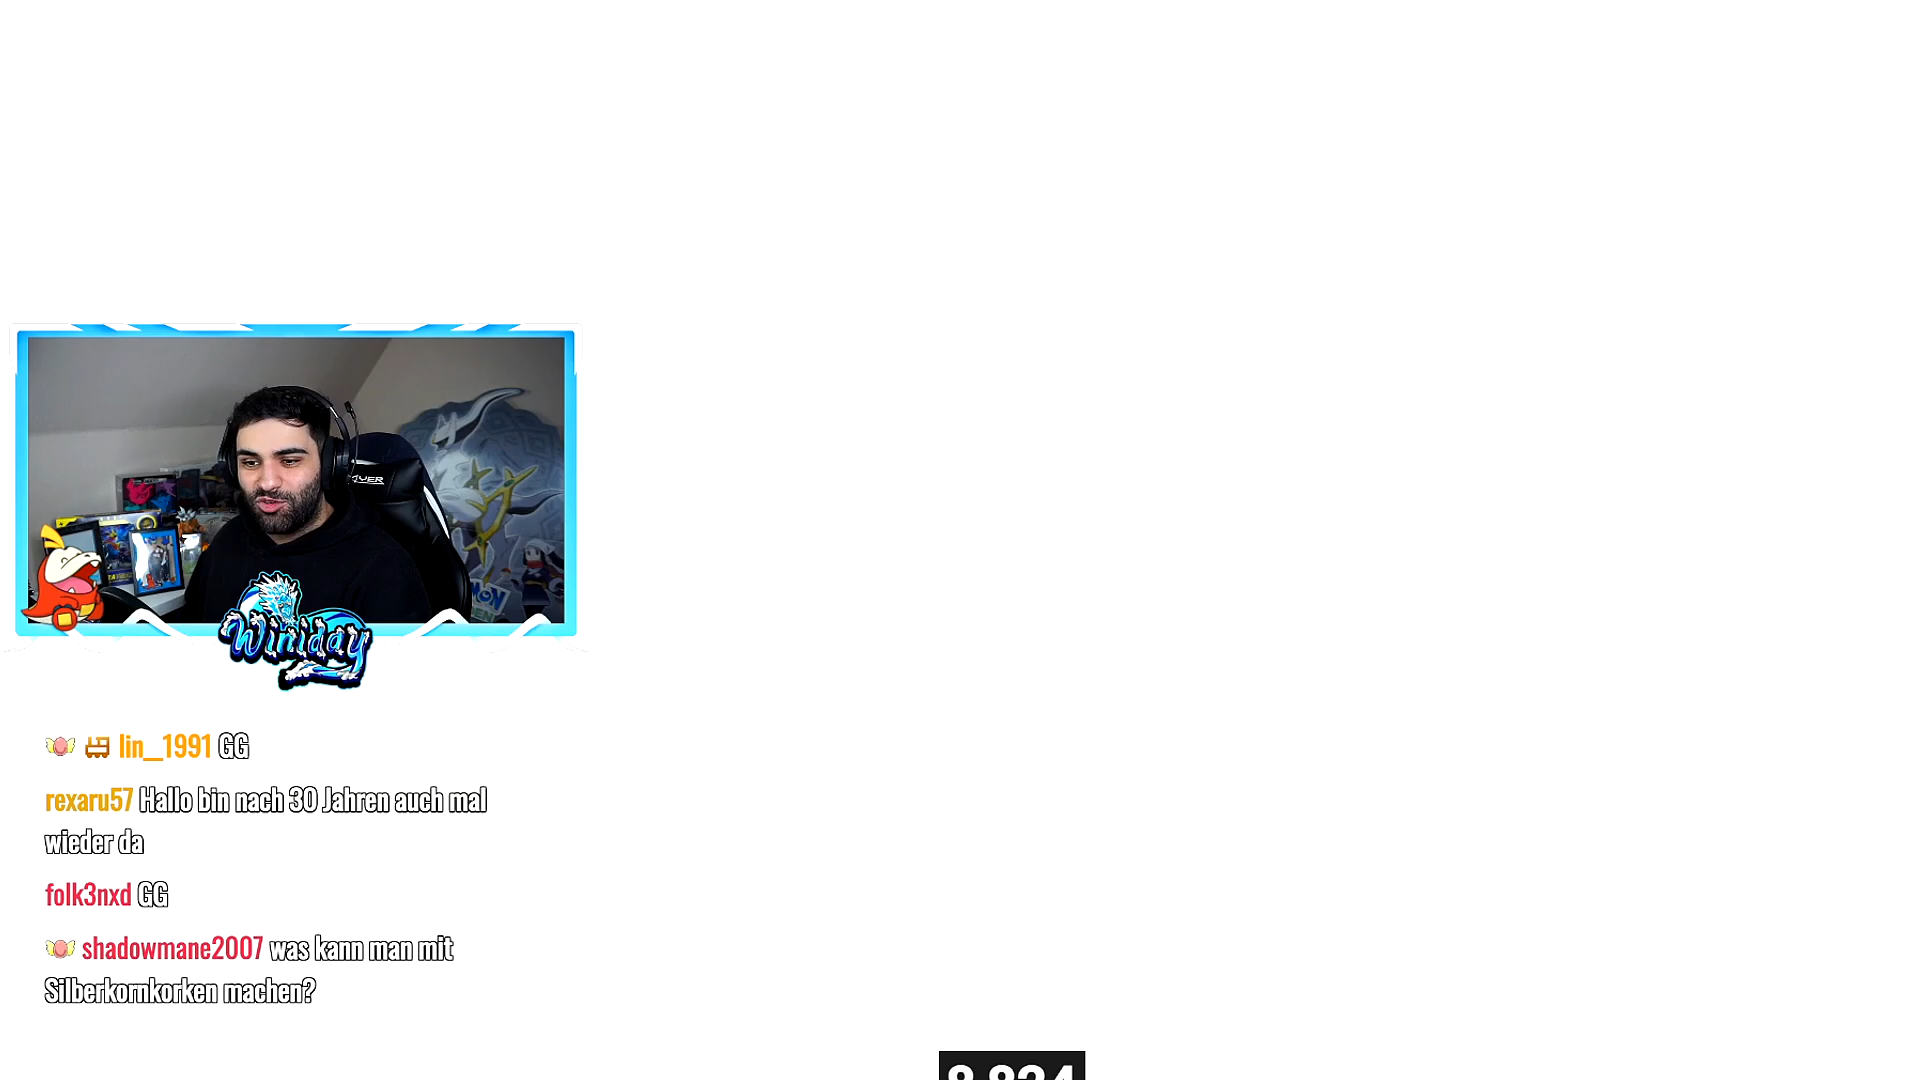 Winiday
lin__1991 GG
rexaru57 Hallo bin nach 30 Jahren auch mal
wieder da
folk3nxd GG
shadowmane2007 was kann man mit
Silberkornkorken machen?